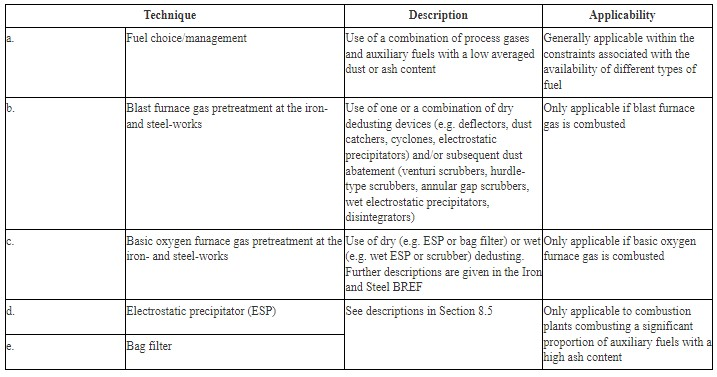 Technique Description Applicability
a. Fuel choice/management Use of a combination of process gases Generally applicable within the
and auxiliary fuels with a low averaged constraints associated with the
dust or ash content availability of different types of
fuel
b. Blast furnace gas pretreatment at the iron- Use of one or a combination of dry Only applicable if blast furnace
and steel-works dedusting devices (e.g. deflectors, dust gas is combusted
catchers, cyclones, electrostatic
precipitators) and/or subsequent dust
abatement (venturi scrubbers, hurdle-
type scrubbers, annular gap scrubbers,
wet electrostatic precipitators,
disintegrators)
c. Basic oxygen furnace gas pretreatment at the Use of dry (e.g. ESP or bag filter) or wet Only applicable if basic oxygen
iron- and steel-works (e.g. wet ESP or scrubber) dedusting. furnace gas is combusted
Further descriptions are given in the Iron
and Steel BREF
d. Electrostatic precipitator (ESP) See descriptions in Section 8.5 Only applicable to combustion
plants combusting a significant
e. Bag filter proportion of auxiliary fuels with a
high ash content